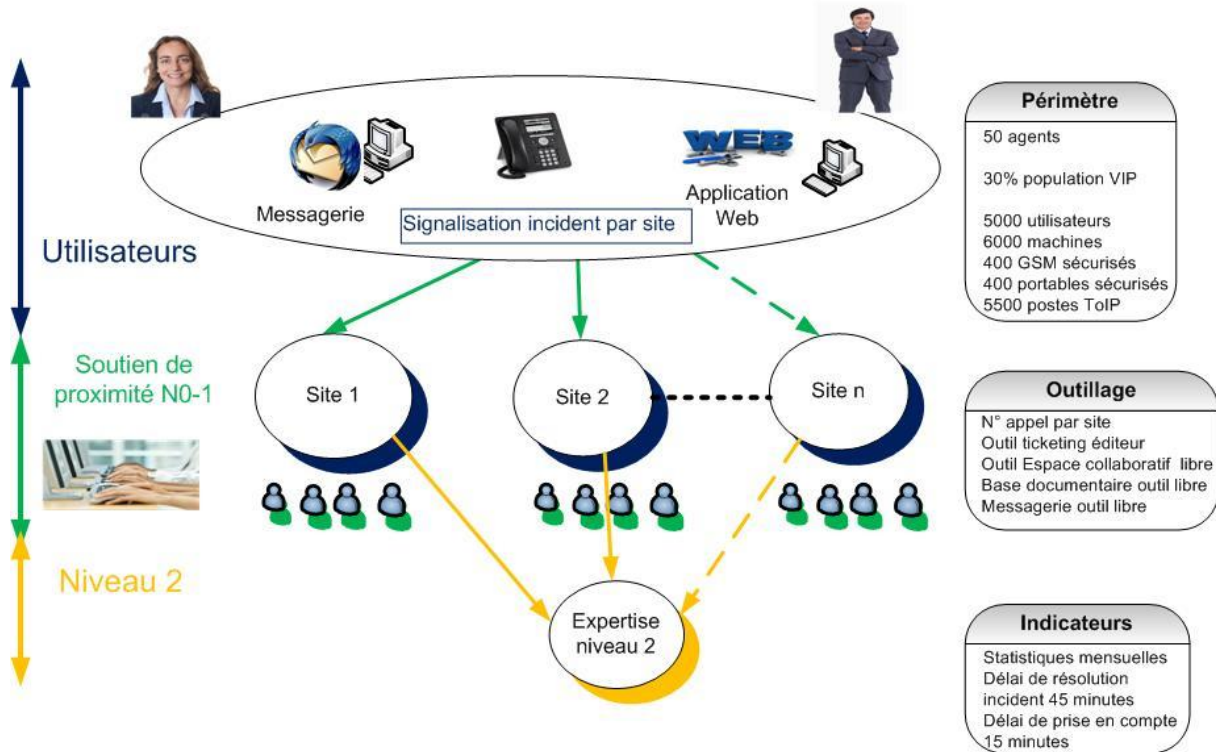 Utilisateurs
Messagerie
WEB
Application
Web
Signalisation incident par site
Soutien de
proximité N0-1
Site 1
Site 2
Site n
Niveau 2
Expertise
niveau 2
Périmètre
50 agents
30% population VIP
5000 utilisateurs
6000 machines
400 GSM sécurisés
400 portables sécurisés
5500 postes ToIP
Outillage
N° appel par site
Outil ticketing éditeur
Outil Espace collaboratif libre
Base documentaire outil libre
Messagerie outil libre
Indicateurs
Statistiques mensuelles
Délai de résolution
incident 45 minutes
Délai de prise en compte
15 minutes